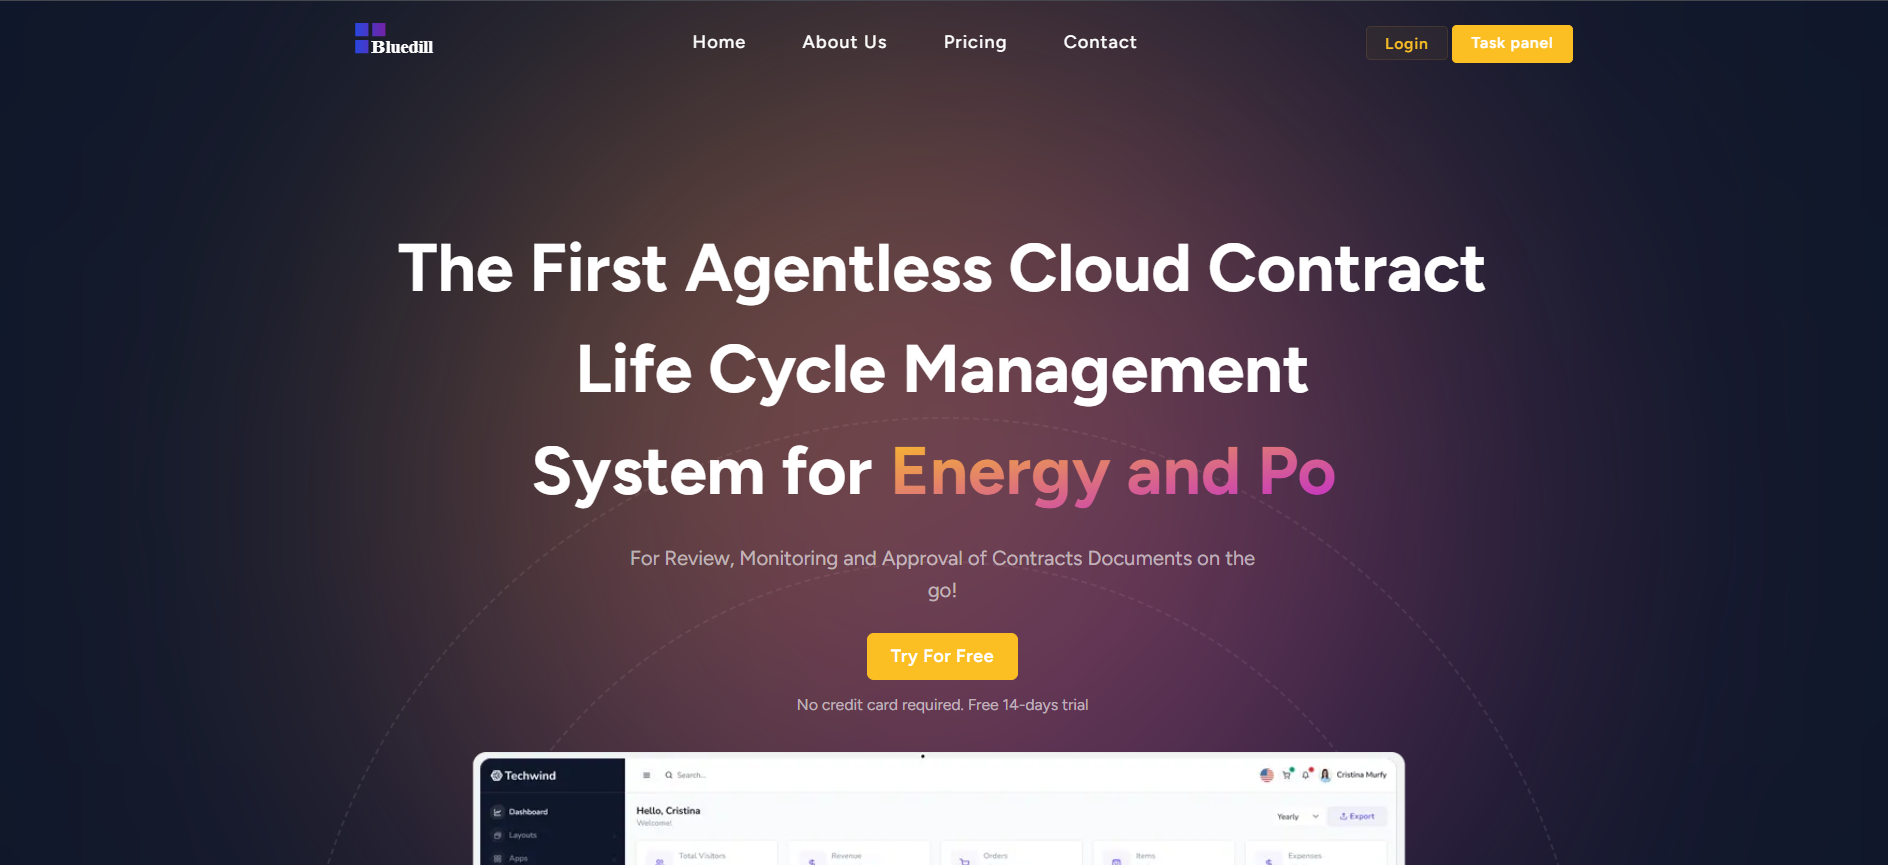 Bluedill
Home
About Us
Pricing
Contact
Login
Task panel
The First Agentless Cloud Contract
Life Cycle Management
System for Energy and Po
For Review, Monitoring and Approval of Contracts Documents on the
go!
Try For Free
No credit card required. Free 14-days trial
Techwind
Search...
Cristina Murfy
Dashboard
Hello, Cristina
Welcome!
Yearly
Export
Layouts
Apps
Total Visitors
Revenue
Orders
Items
Expenses